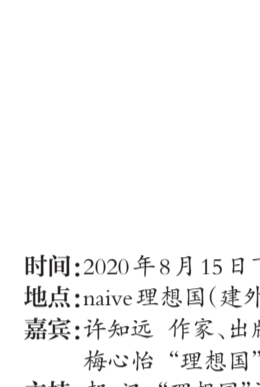 时间:2020年8月15日
地点:naive理想国(建外
嘉宾:许知远 作家、出版
梅心怡 “理想国”